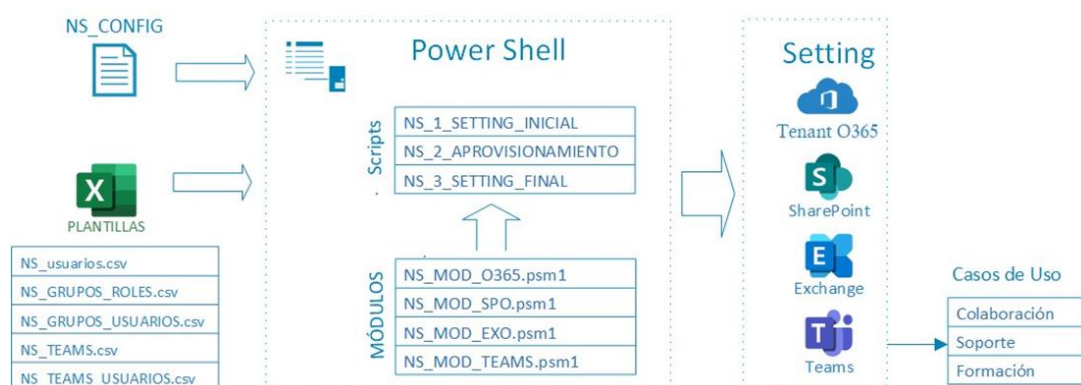 NS_CONFIG
PLANTILLAS
NS_usuarios.csv
NS_GRUPOS_ROLES.csv
NS_GRUPOS_USUARIOS.csv
NS_TEAMS.csv
NS_TEAMS_USUARIOS.csv
Power Shell
Scripts
NS_1_SETTING_INICIAL
NS_2_APROVISIONAMIENTO
NS_3_SETTING_FINAL
MÓDULOS
NS_MOD_O365.psm1
NS_MOD_SPO.psm1
NS_MOD_EXO.psm1
NS_MOD_TEAMS.psm1
Setting
Tenant O365
SharePoint
Exchange
Teams
Casos de Uso
Colaboración
Soporte
Formación